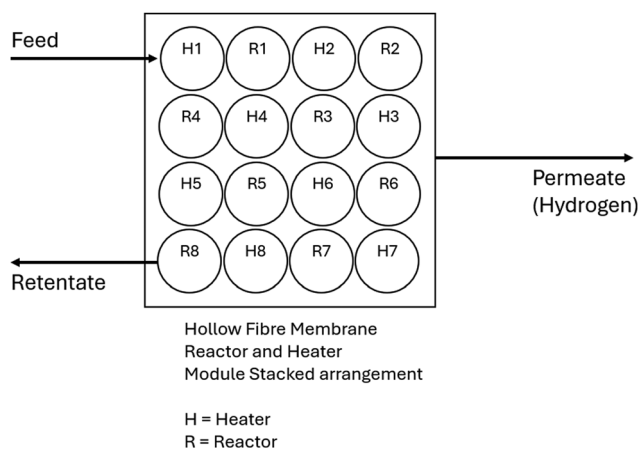 Feed
H1 R1 H2 R2
R4 H4 R3 H3
H5 R5 H6 R6
R8 H8 R7 H7
Permeate
(Hydrogen)
Retentate
Hollow Fibre Membrane
Reactor and Heater
Module Stacked arrangement
H = Heater
R = Reactor